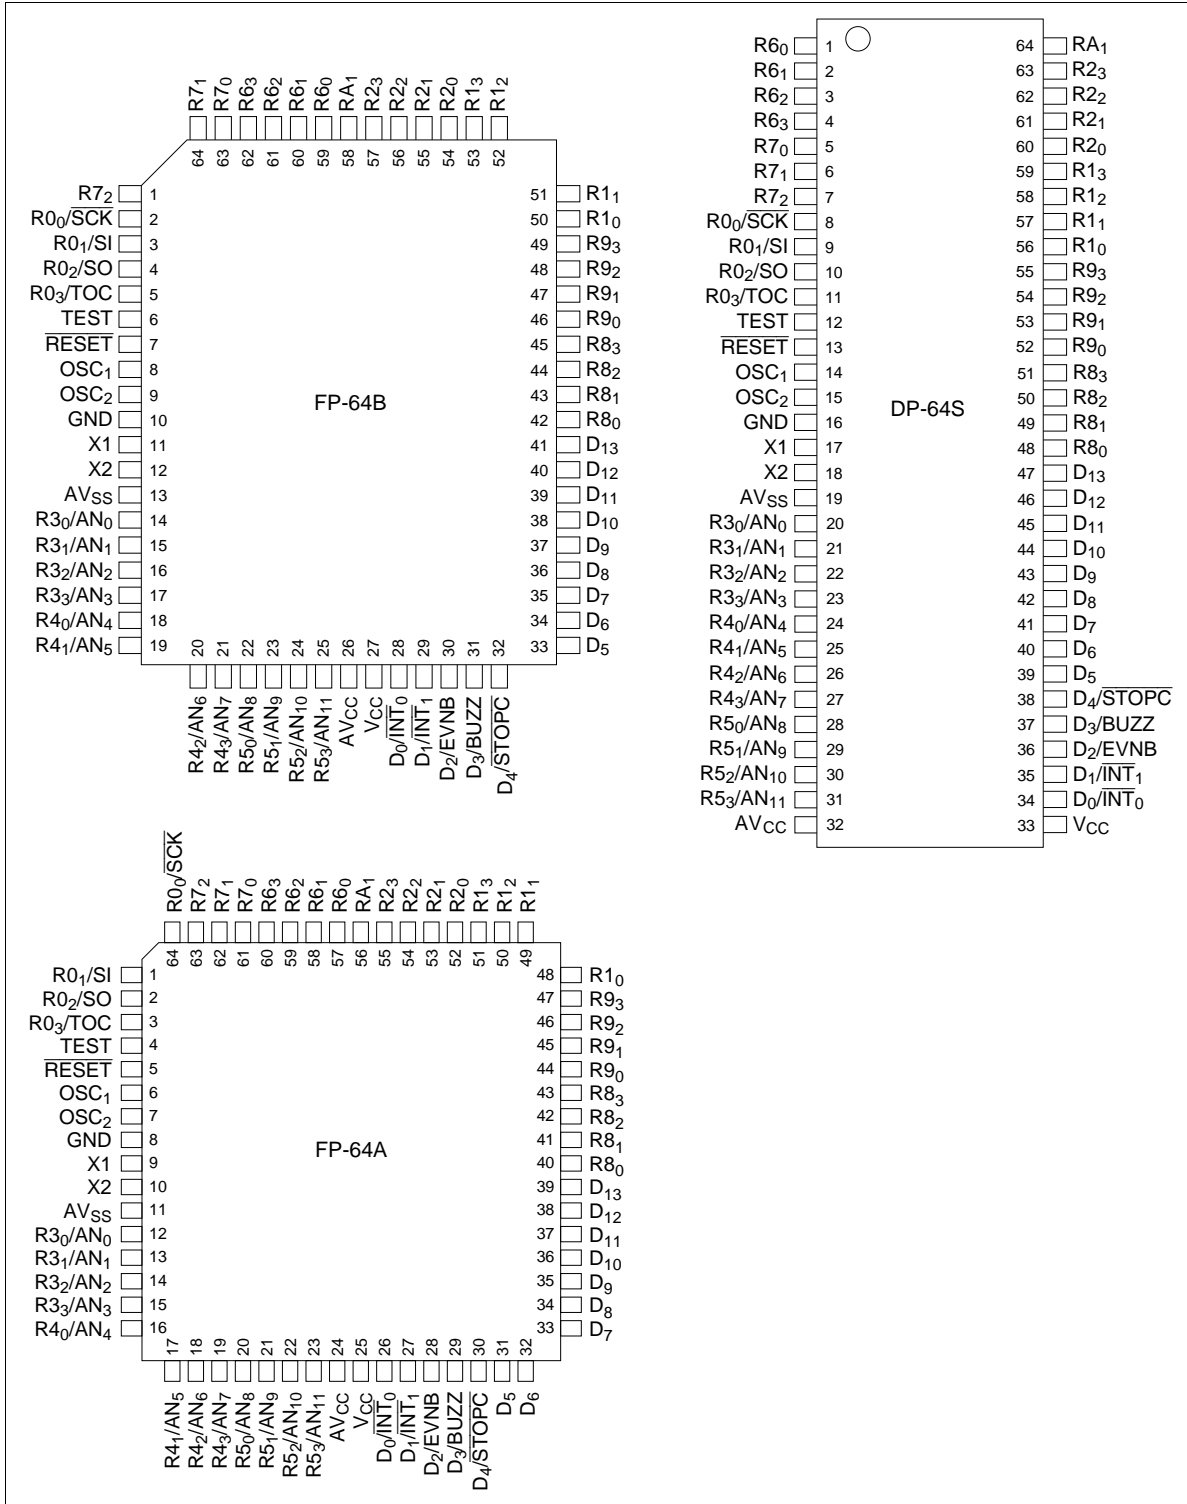 R7₁ R7₀ R6₃ R6₂ R6₁ R6₀ RA₁ R2₃ R2₂ R2₁ R2₀ R1₃ R1₂
64 63 62 61 60 59 58 57 56 55 54 53 52
R7₂ 1 51 R1₁
R0₀/S̅C̅K̅ 2 50 R1₀
R0₁/SI 3 49 R9₃
R0₂/SO 4 48 R9₂
R0₃/TOC 5 47 R9₁
TEST 6 46 R9₀
R̅E̅S̅E̅T̅ 7 45 R8₃
OSC₁ 8 44 R8₂
OSC₂ 9 43 R8₁
FP-64B
GND 10 42 R8₀
X1 11 41 D₁₃
X2 12 40 D₁₂
AVSS 13 39 D₁₁
R3₀/AN₀ 14 38 D₁₀
R3₁/AN₁ 15 37 D₉
R3₂/AN₂ 16 36 D₈
R3₃/AN₃ 17 35 D₇
R4₀/AN₄ 18 34 D₆
R4₁/AN₅ 19 33 D₅
20 21 22 23 24 25 26 27 28 29 30 31 32
R4₂/AN₆ R4₃/AN₇ R5₀/AN₈ R5₁/AN₉ R5₂/AN₁₀ R5₃/AN₁₁ AVCC VCC D₀/I̅N̅T̅₀ D₁/I̅N̅T̅₁ D₂/EVNB D₃/BUZZ D₄/S̅T̅O̅P̅C̅
R6₀ 1 64 RA₁
R6₁ 2 63 R2₃
R6₂ 3 62 R2₂
R6₃ 4 61 R2₁
R7₀ 5 60 R2₀
R7₁ 6 59 R1₃
R7₂ 7 58 R1₂
R0₀/S̅C̅K̅ 8 57 R1₁
R0₁/SI 9 56 R1₀
R0₂/SO 10 55 R9₃
R0₃/TOC 11 54 R9₂
TEST 12 53 R9₁
R̅E̅S̅E̅T̅ 13 52 R9₀
OSC₁ 14 51 R8₃
OSC₂ 15 50 R8₂
DP-64S
GND 16 49 R8₁
X1 17 48 R8₀
X2 18 47 D₁₃
AVSS 19 46 D₁₂
R3₀/AN₀ 20 45 D₁₁
R3₁/AN₁ 21 44 D₁₀
R3₂/AN₂ 22 43 D₉
R3₃/AN₃ 23 42 D₈
R4₀/AN₄ 24 41 D₇
R4₁/AN₅ 25 40 D₆
R4₂/AN₆ 26 39 D₅
R4₃/AN₇ 27 38 D₄/S̅T̅O̅P̅C̅
R5₀/AN₈ 28 37 D₃/BUZZ
R5₁/AN₉ 29 36 D₂/EVNB
R5₂/AN₁₀ 30 35 D₁/I̅N̅T̅₁
R5₃/AN₁₁ 31 34 D₀/I̅N̅T̅₀
AVCC 32 33 VCC
R0₀/S̅C̅K̅ R7₂ R7₁ R7₀ R6₃ R6₂ R6₁ R6₀ RA₁ R2₃ R2₂ R2₁ R2₀ R1₃ R1₂ R1₁
64 63 62 61 60 59 58 57 56 55 54 53 52 51 50 49
R0₁/SI 1 48 R1₀
R0₂/SO 2 47 R9₃
R0₃/TOC 3 46 R9₂
TEST 4 45 R9₁
R̅E̅S̅E̅T̅ 5 44 R9₀
OSC₁ 6 43 R8₃
OSC₂ 7 42 R8₂
GND 8 41 R8₁
FP-64A
X1 9 40 R8₀
X2 10 39 D₁₃
AVSS 11 38 D₁₂
R3₀/AN₀ 12 37 D₁₁
R3₁/AN₁ 13 36 D₁₀
R3₂/AN₂ 14 35 D₉
R3₃/AN₃ 15 34 D₈
R4₀/AN₄ 16 33 D₇
17 18 19 20 21 22 23 24 25 26 27 28 29 30 31 32
R4₁/AN₅ R4₂/AN₆ R4₃/AN₇ R5₀/AN₈ R5₁/AN₉ R5₂/AN₁₀ R5₃/AN₁₁ AVCC VCC D₀/I̅N̅T̅₀ D₁/I̅N̅T̅₁ D₂/EVNB D₃/BUZZ D₄/S̅T̅O̅P̅C̅ D₅ D₆